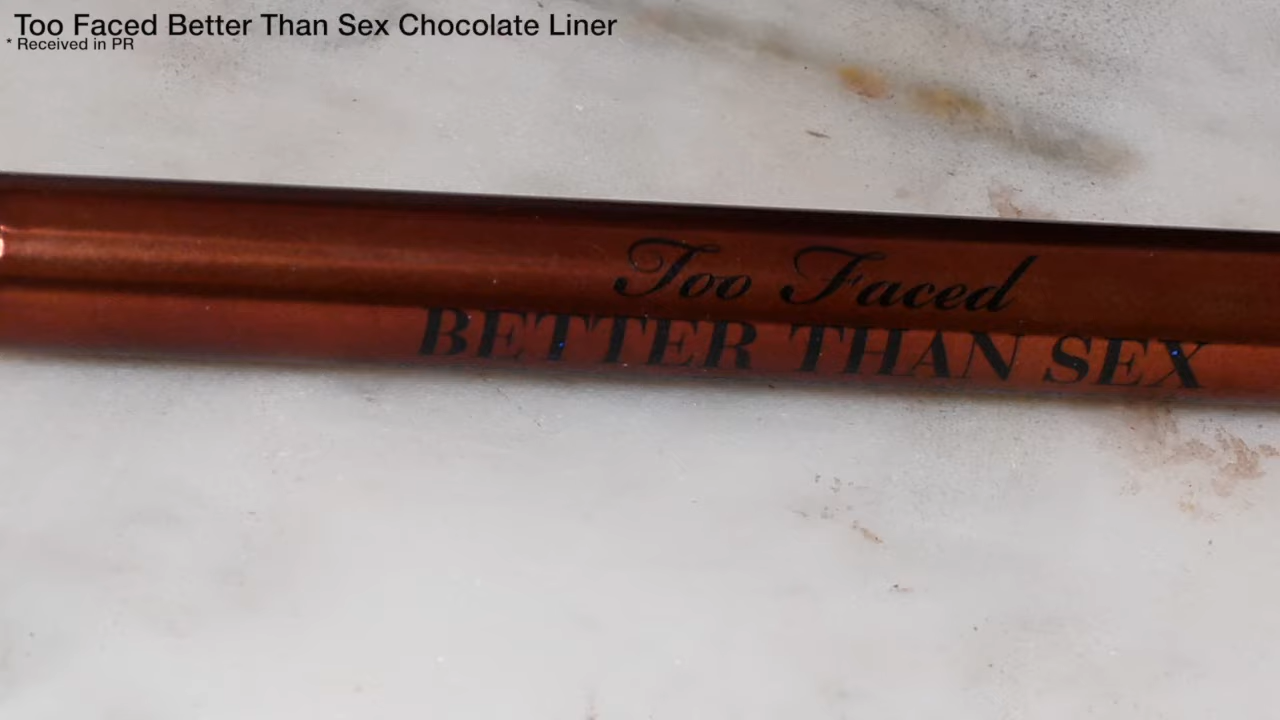 Too Faced Better Than Sex Chocolate Liner
* Received in PR
Too Faced
BETTER THAN SEX